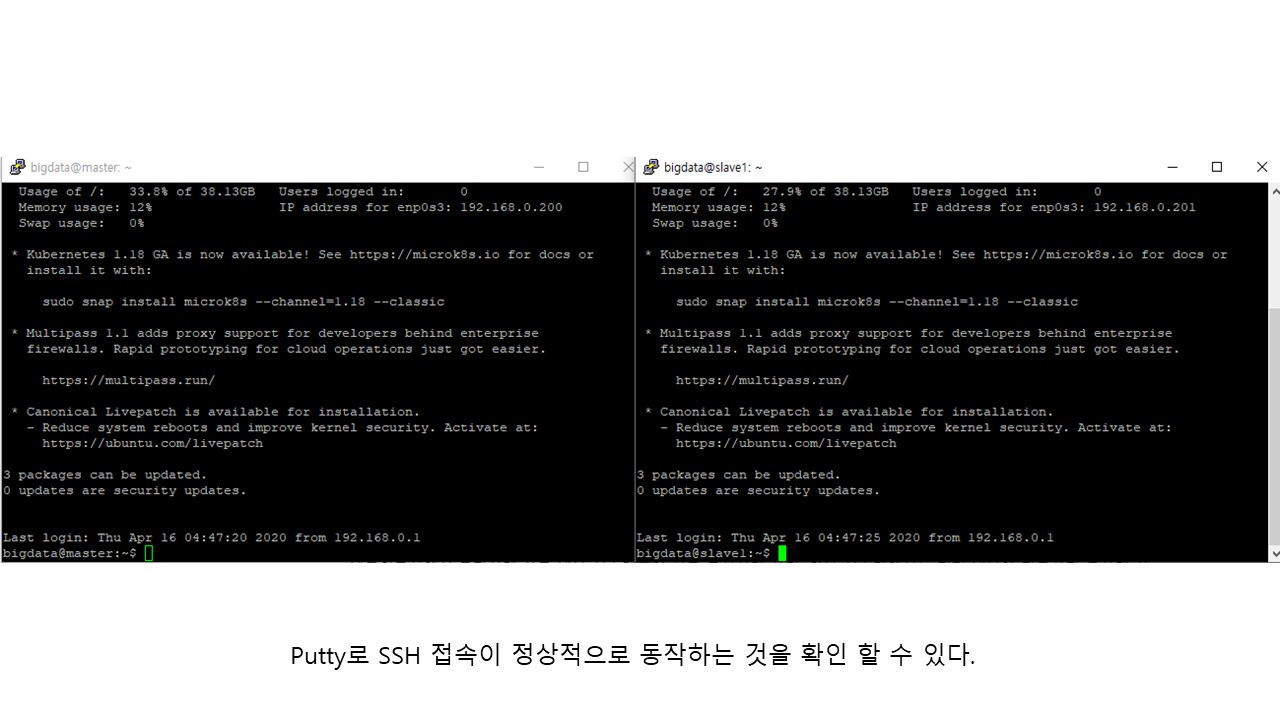 bigdata@master: ~
Usage of /:   33.8% of 38.13GB   Users logged in:       0
Memory usage: 12%                IP address for enp0s3: 192.168.0.200
Swap usage:   0%
* Kubernetes 1.18 GA is now available! See https://microk8s.io for docs or
install it with:
sudo snap install microk8s --channel=1.18 --classic
* Multipass 1.1 adds proxy support for developers behind enterprise
firewalls. Rapid prototyping for cloud operations just got easier.
https://multipass.run/
* Canonical Livepatch is available for installation.
- Reduce system reboots and improve kernel security. Activate at:
https://ubuntu.com/livepatch
3 packages can be updated.
0 updates are security updates.
Last login: Thu Apr 16 04:47:20 2020 from 192.168.0.1
bigdata@master:~$
bigdata@slave1: ~
Usage of /:   27.9% of 38.13GB   Users logged in:       0
Memory usage: 12%                IP address for enp0s3: 192.168.0.201
Swap usage:   0%
* Kubernetes 1.18 GA is now available! See https://microk8s.io for docs or
install it with:
sudo snap install microk8s --channel=1.18 --classic
* Multipass 1.1 adds proxy support for developers behind enterprise
firewalls. Rapid prototyping for cloud operations just got easier.
https://multipass.run/
* Canonical Livepatch is available for installation.
- Reduce system reboots and improve kernel security. Activate at:
https://ubuntu.com/livepatch
3 packages can be updated.
0 updates are security updates.
Last login: Thu Apr 16 04:47:25 2020 from 192.168.0.1
bigdata@slave1:~$
Putty로 SSH 접속이 정상적으로 동작하는 것을 확인 할 수 있다.